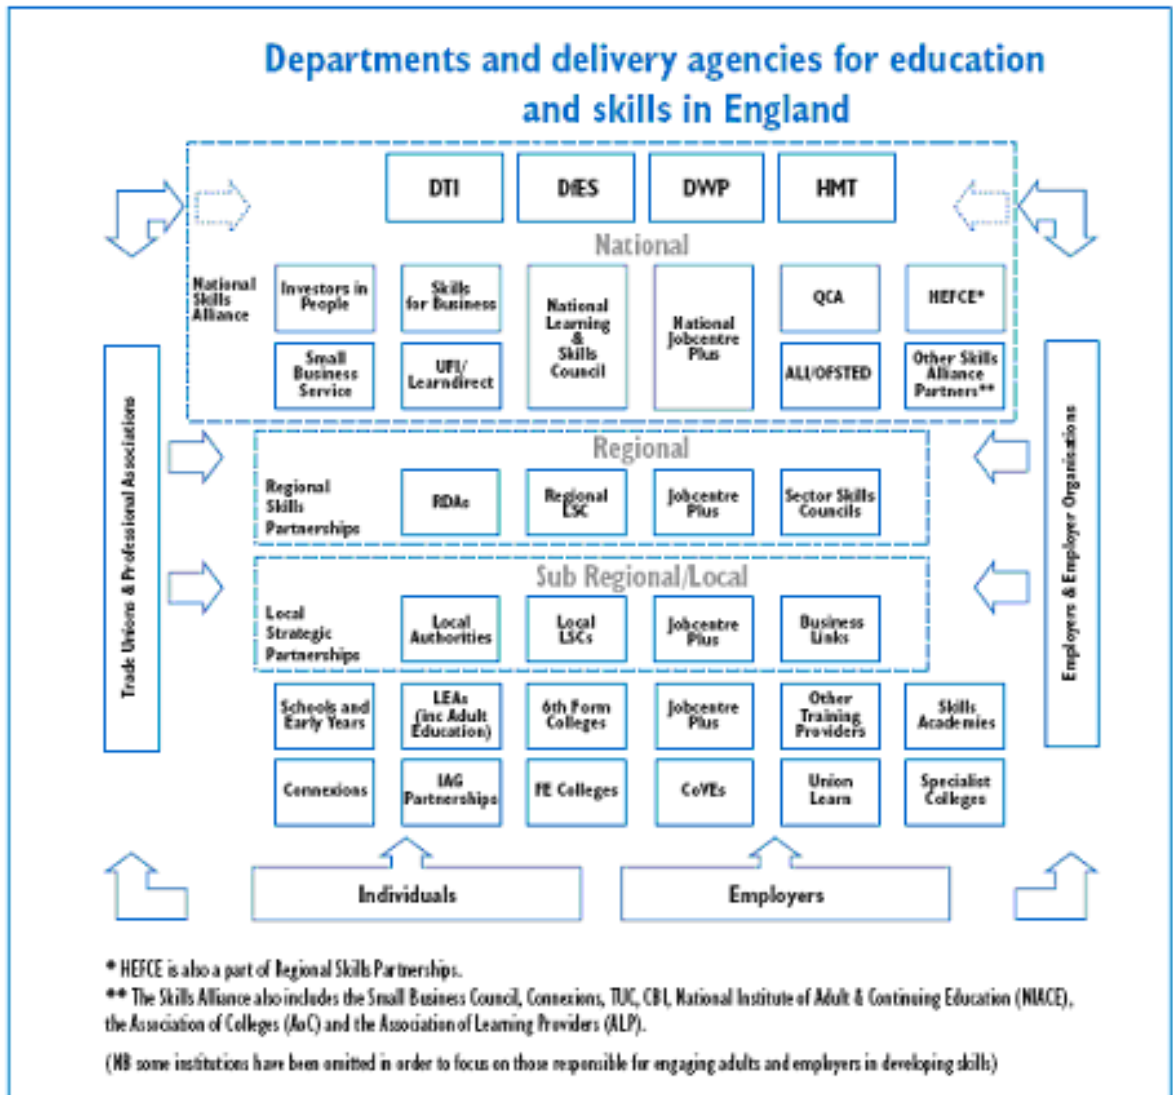 Departments and delivery agencies for education
and skills in England
DTI
DfES
DWP
HMT
National
National
Skills
Alliance
Investors in
People
Skills
for Business
National
Learning
&
Skills
Council
National
Jobcentre
Plus
QCA
HEFCE*
Small
Business
Service
UFI/
Learndirect
ALI/OFSTED
Other Skills
Alliance
Partners**
Trade Unions & Professional Associations
Employers & Employer Organisations
Regional
Regional
Skills
Partnerships
RDAs
Regional
LSC
Jobcentre
Plus
Sector Skills
Councils
Sub Regional/Local
Local
Strategic
Partnerships
Local
Authorities
Local
LSCs
Jobcentre
Plus
Business
Links
Schools and
Early Years
LEAs
(inc Adult
Education)
6th Form
Colleges
Jobcentre
Plus
Other
Training
Providers
Skills
Academies
Connexions
IAG
Partnerships
FE Colleges
CoVEs
Union
Learn
Specialist
Colleges
Individuals
Employers
* HEFCE is also a part of Regional Skills Partnerships.
** The Skills Alliance also includes the Small Business Council, Connexions, TUC, CBI, National Institute of Adult & Continuing Education (NIACE),
the Association of Colleges (AoC) and the Association of Learning Providers (ALP).
(NB some institutions have been omitted in order to focus on those responsible for engaging adults and employers in developing skills)